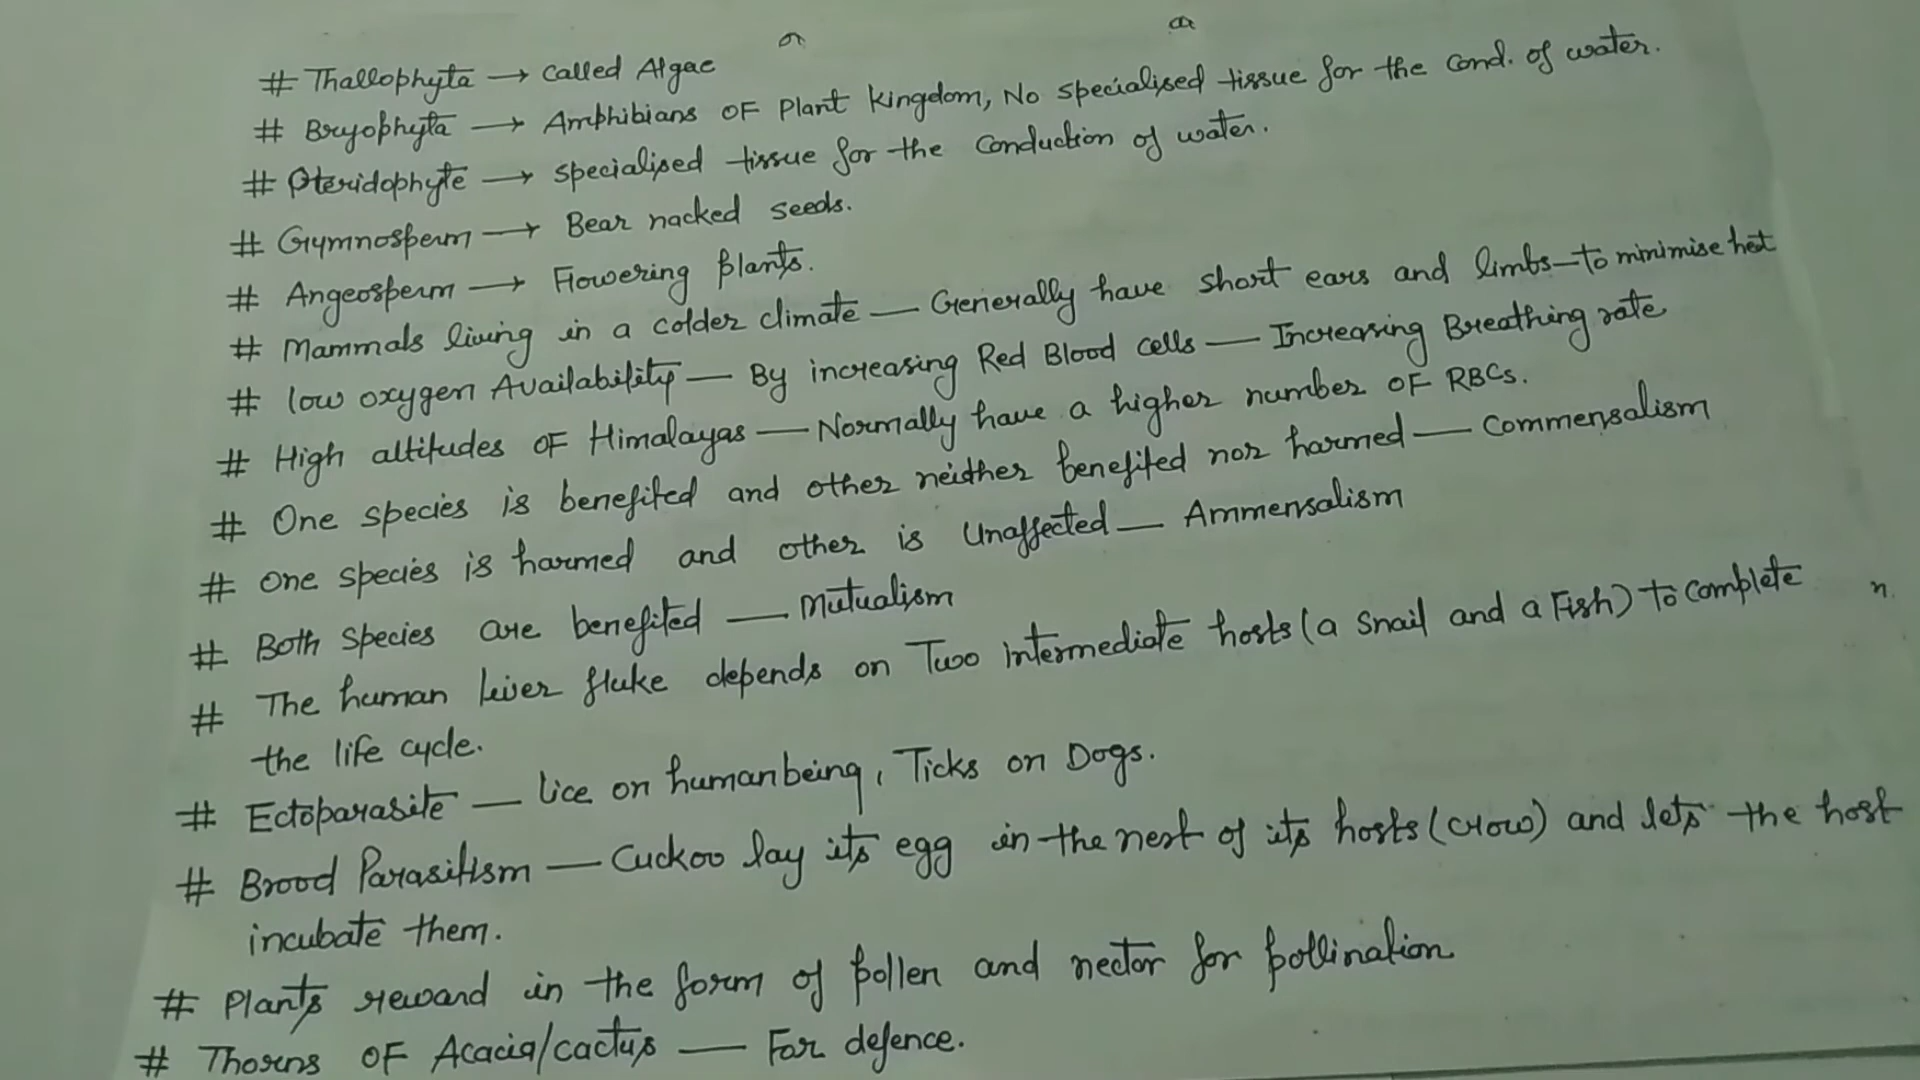 # Thallophyta → Called Algae
# Bryophyta → Amphibians OF Plant Kingdom, No specialised tissue for the Cond. of water.
# Pteridophyte → specialised tissue for the Conduction of water.
# Gymnosperm → Bear nacked seeds.
# Angeosperm → Flowering plants.
# Mammals living in a colder climate — Generally have short ears and limbs—to minimise het
# low oxygen Availability — By increasing Red Blood cells — Increasing Breathing rate
# High altitudes OF Himalayas — Normally have a higher number OF RBCs.
# One species is benefited and other neither benefited nor harmed — Commensalism
# One species is harmed and other is Unaffected — Ammensalism
# Both species are benefited — Mutualism
# The human liver fluke depends on Two intermediate hosts (a snail and a Fish) to complete
the life cycle.
# Ectoparasite — lice on humanbeing, Ticks on Dogs.
# Brood Parasitism — Cuckoo lay its egg in the nest of its hosts (crow) and lets the host
incubate them.
# Plants reward in the form of pollen and nector for pollination
# Thorns OF Acacia/cactus — For defence.